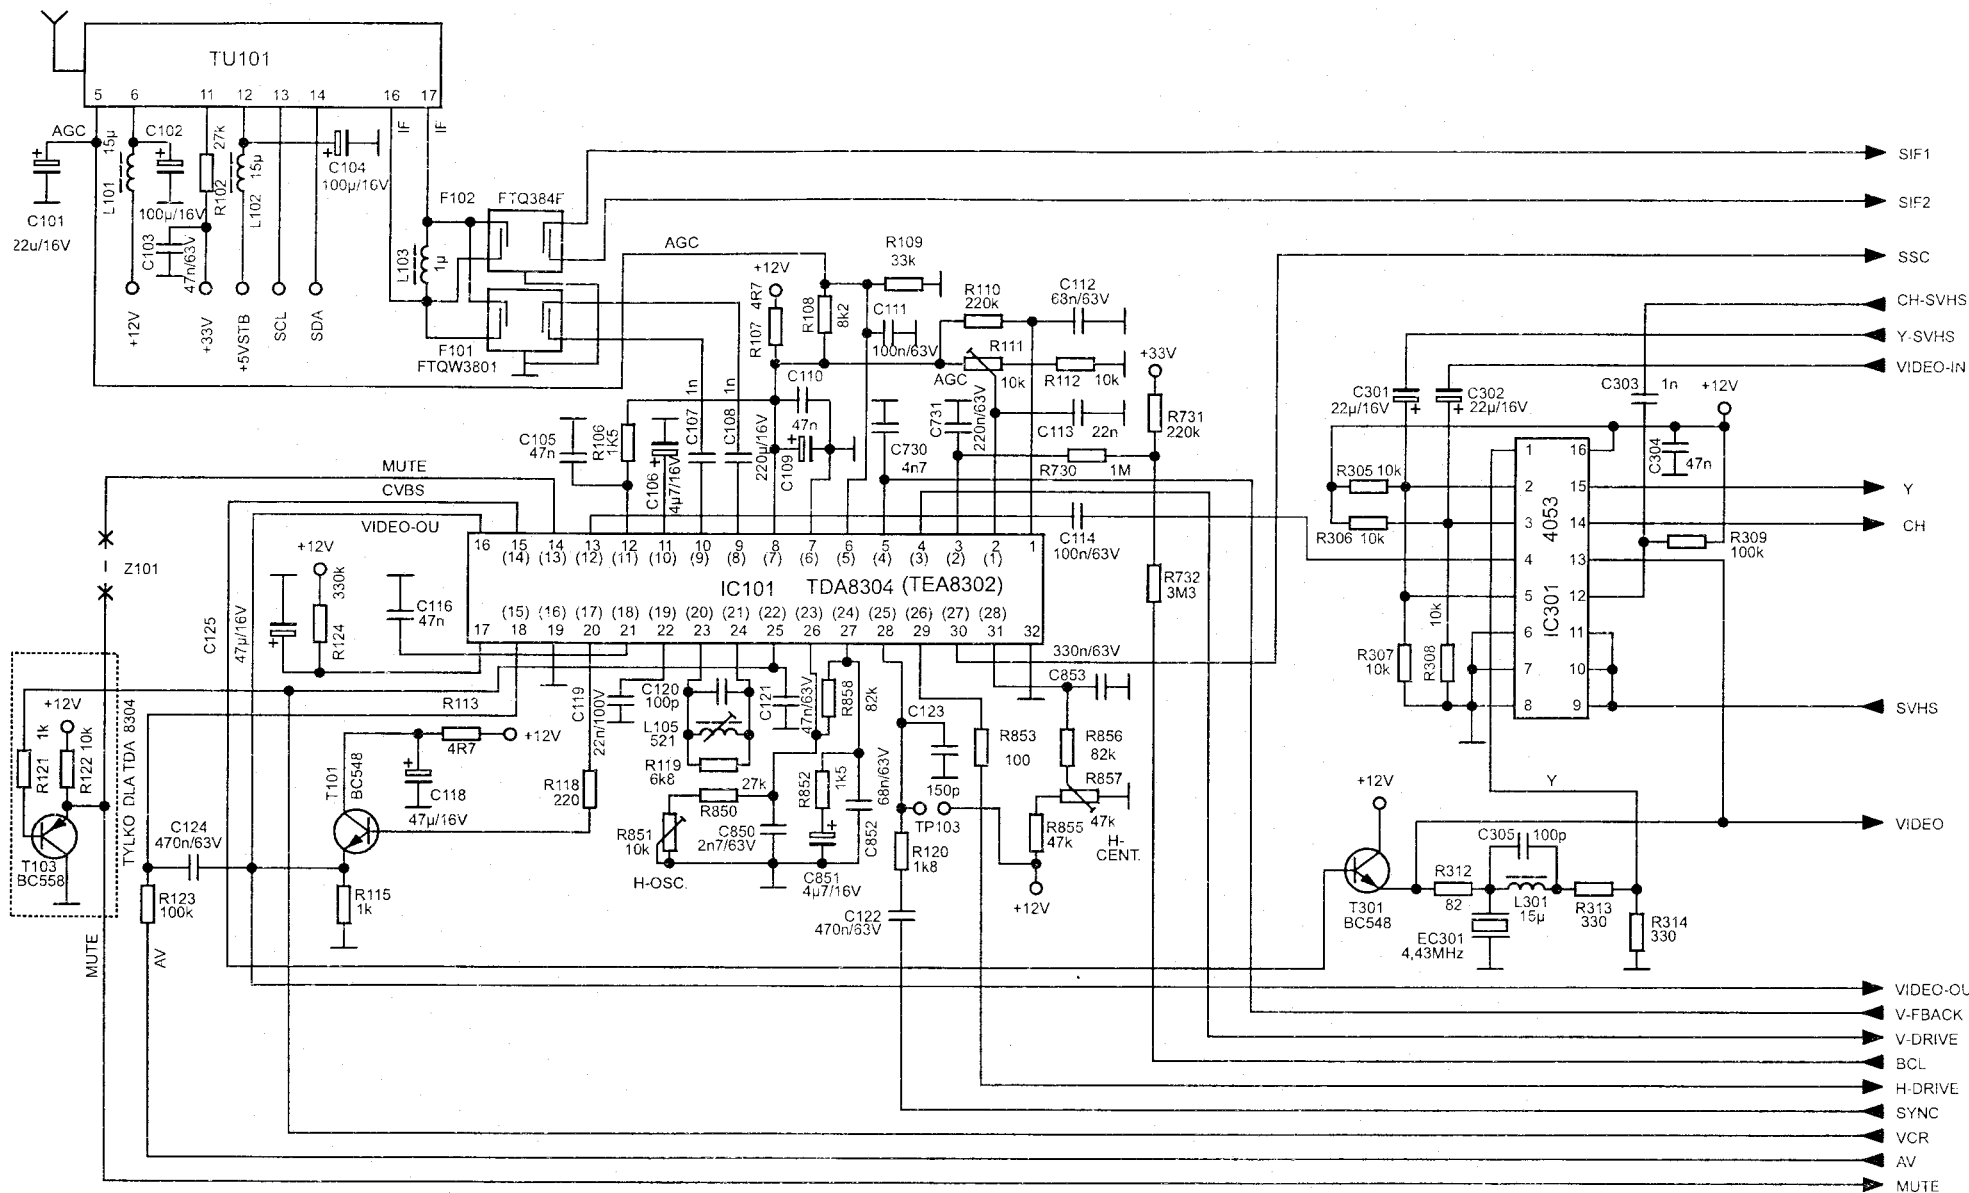 TU101
5 6 11 12 13 14 16 17
AGC
15µ
C102
27k
15µ
IF
IF
C104
100µ/16V
C101
22u/16V
L101
100µ/16V
R102
L102
C103
47n/63V
+12V
+33V
+5VSTB
SCL
SDA
F102
FTQ384F
L103
1µ
F101
FTQW3801
AGC
R109
33k
+12V
4R7
R107
R108
8k2
C111
100n/63V
R110
220k
C112
63n/63V
R111
AGC
10k
R112
10k
+33V
R731
220k
C110
47n
220µ/16V
C109
C730
4n7
C731
220n/63V
C113
22n
R730
1M
C105
47n
R106
1K5
C106
4µ7/16V
C107
1n
C108
1n
MUTE
CVBS
VIDEO-OU
C114
100n/63V
Z101
16 15 14 13 12 11 10 9 8 7 6 5 4 3 2 1
(14) (13) (12) (11) (10) (9) (8) (7) (6) (5) (4) (3) (2) (1)
IC101 TDA8304 (TEA8302)
(15) (16) (17) (18) (19) (20) (21) (22) (23) (24) (25) (26) (27) (28)
17 18 19 20 21 22 23 24 25 26 27 28 29 30 31 32
R732
3M3
+12V
330k
R124
C125
47µ/16V
C116
47n
330n/63V
C853
R113
4R7
+12V
C119
22n/100V
C120
100p
L105
521
R119
6k8
C121
47n/63V
R858
82k
C123
150p
R853
100
R856
82k
R857
47k
H-
CENT.
R855
47k
+12V
TYLKO DLA TDA 8304
+12V
1k
10k
R121
R122
T103
BC558
T101
BC548
C118
47µ/16V
R118
220
27k
R850
R851
10k
H-OSC.
C850
2n7/63V
R852
1k5
C851
4µ7/16V
C852
68n/63V
TP103
R120
1k8
C122
470n/63V
C124
470n/63V
R123
100k
R115
1k
MUTE
AV
C301
22µ/16V
C302
22µ/16V
C303
1n
+12V
C304
47n
R305 10k
R306 10k
R307
10k
R308
10k
R309
100k
4053
IC301
1 2 3 4 5 6 7 8
16 15 14 13 12 11 10 9
Y
+12V
T301
BC548
R312
82
C305
100p
L301
15µ
R313
330
R314
330
EC301
4,43MHz
SIF1
SIF2
SSC
CH-SVHS
Y-SVHS
VIDEO-IN
Y
CH
SVHS
VIDEO
VIDEO-OU
V-FBACK
V-DRIVE
BCL
H-DRIVE
SYNC
VCR
AV
MUTE